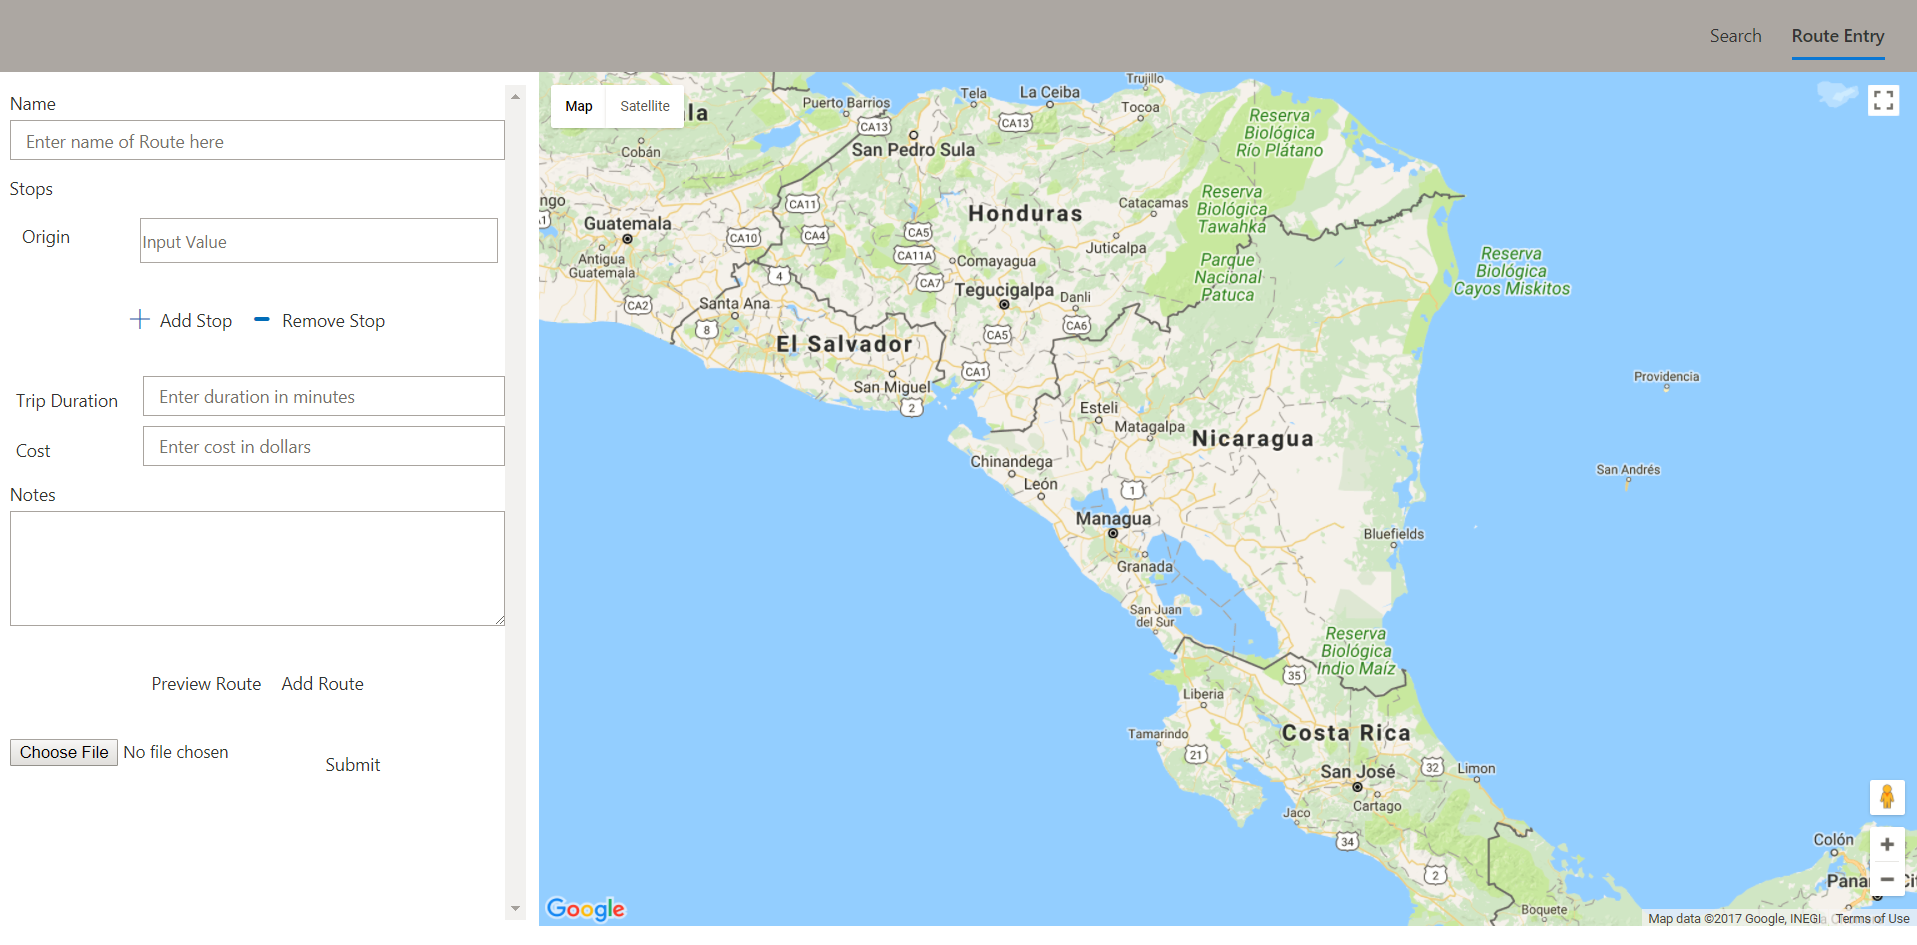 Search Route Entry
Name
Enter name of Route here
Stops
Origin
Input Value
Add Stop
Remove Stop
Trip Duration
Enter duration in minutes
Cost
Enter cost in dollars
Notes
Preview Route
Add Route
Choose File No file chosen
Submit
Map Satellite
la
Trujillo
Puerto Barrios
Tela
La Ceiba
Tocoa
CA13
CA13
Reserva
Biológica
Río Plátano
Cobán
San Pedro Sula
ngo
CA11
Honduras
Catacamas
Reserva
Biológica
Tawahka
Guatemala
CA10
CA4
CA5
Juticalpa
Antigua
Guatemala
CA11A
Comayagua
Parque
Nacional
Patuca
Reserva
Biológica
Cayos Miskitos
4
CA7
CA2
Santa Ana
Tegucigalpa
Danli
8
CA5
CA6
El Salvador
CA1
San Miguel
2
Providencia
Esteli
Matagalpa
Nicaragua
Chinandega
León
San Andrés
1
Managua
Bluefields
Granada
San Juan
del Sur
Reserva
Biológica
Indio Maíz
35
Liberia
Tamarindo
Costa Rica
21
San José
32
Limon
Cartago
Jaco
34
2
Colón
Boquete
Google
Map data ©2017 Google, INEGI
Terms of Use